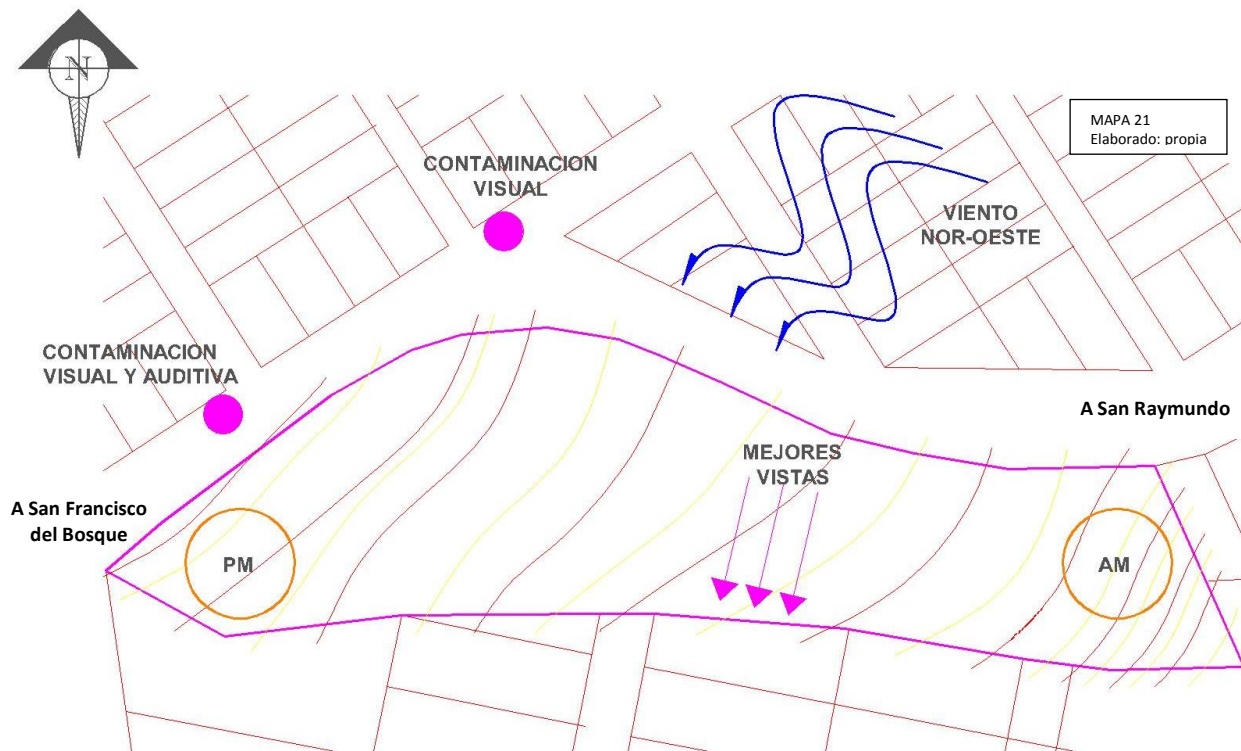 N
MAPA 21
Elaborado: propia
CONTAMINACION
VISUAL
VIENTO
NOR-OESTE
CONTAMINACION
VISUAL Y AUDITIVA
A San Raymundo
MEJORES
VISTAS
A San Francisco
del Bosque
PM
AM